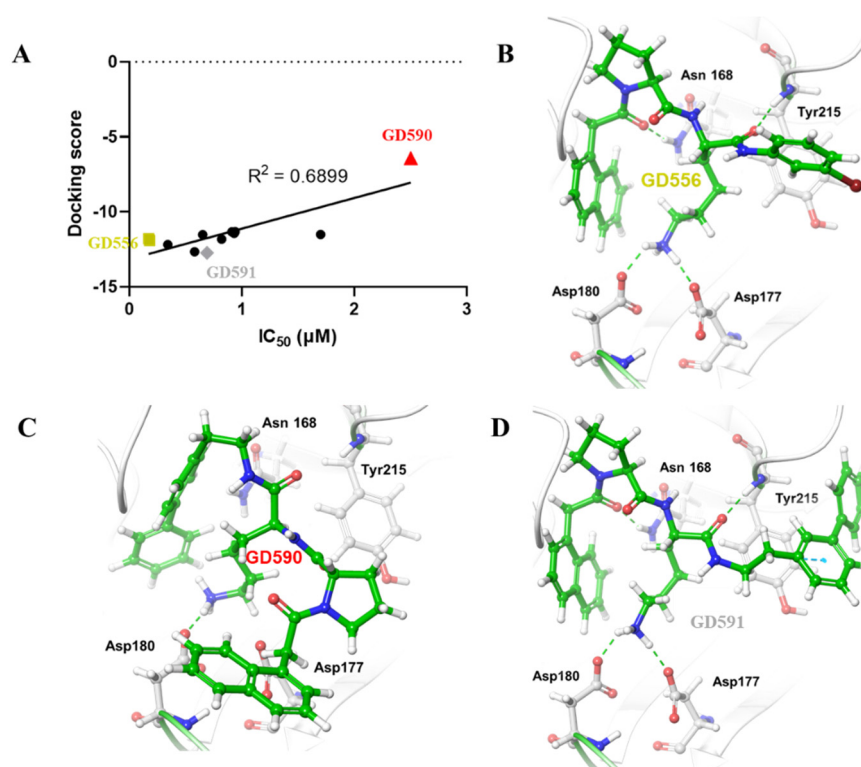 A
Docking score
0
-5
-10
-15
GD590
R² = 0.6899
GD556
GD591
0
1
2
3
IC₅₀ (μM)
B
Asn 168
Tyr215
GD556
Asp180
Asp177
C
Asn 168
Tyr215
GD590
Asp180
Asp177
D
Asn 168
Tyr215
GD591
Asp180
Asp177